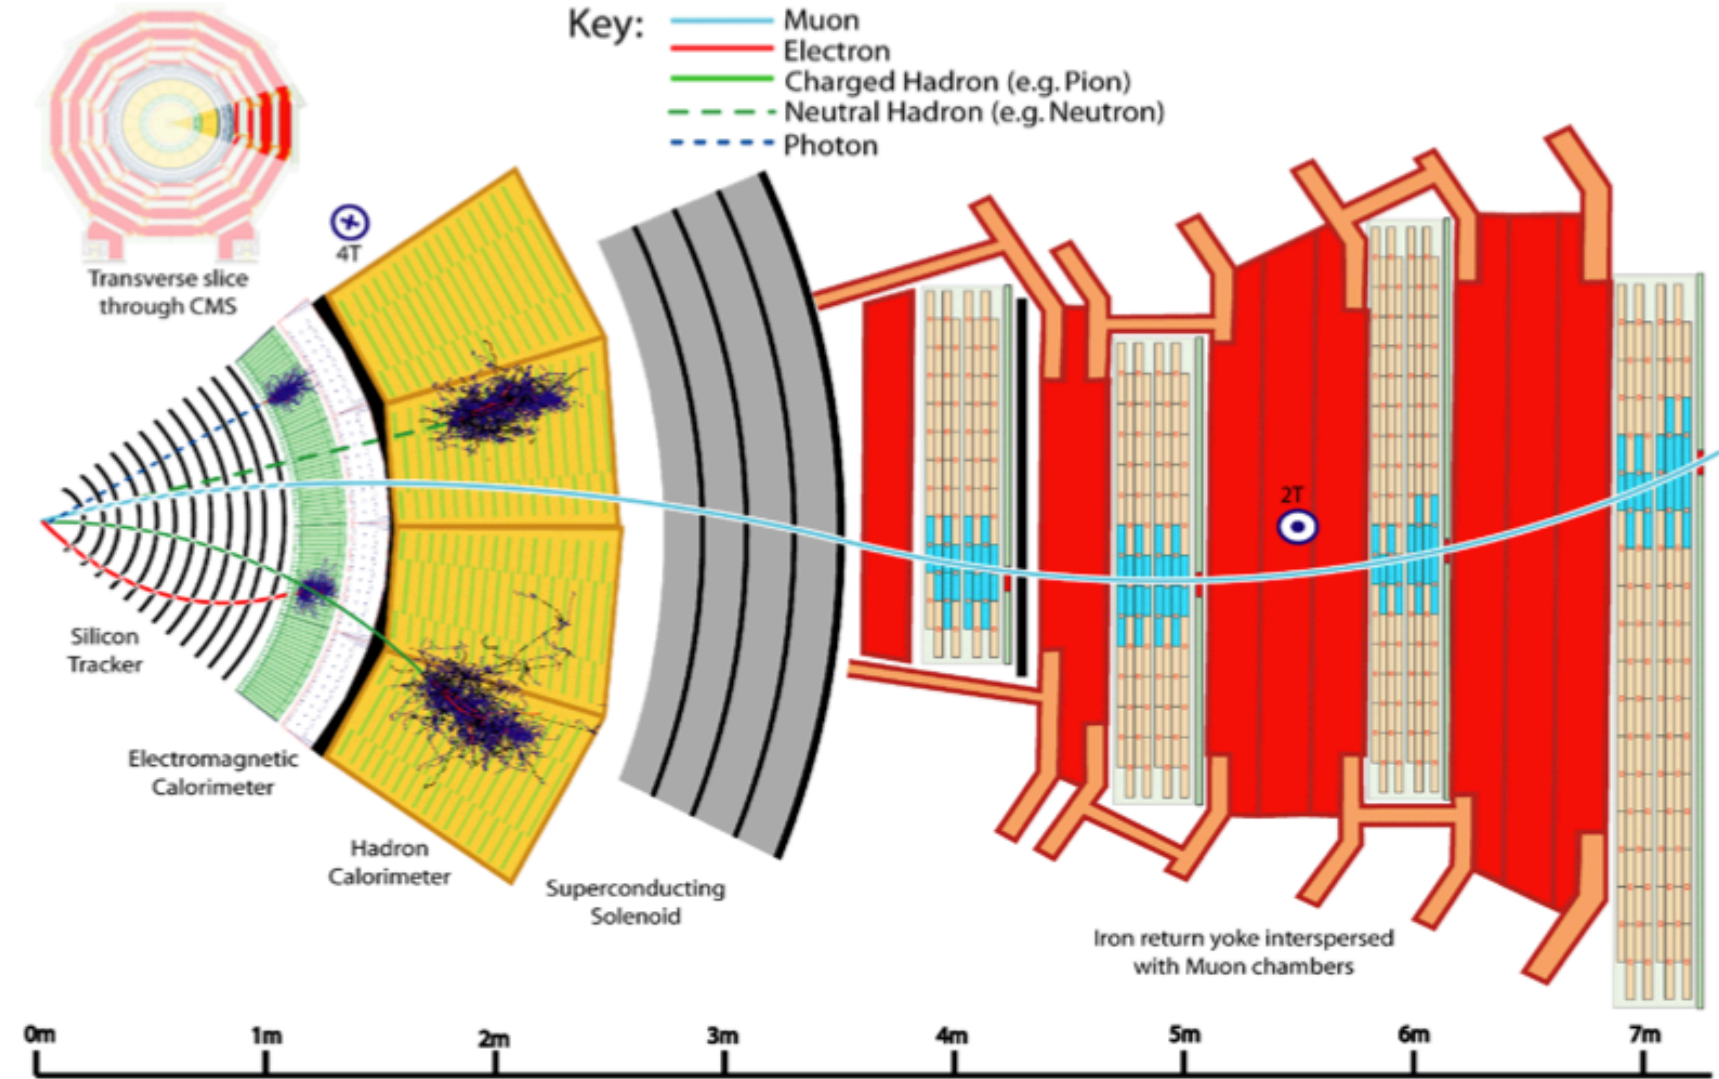 Key:
Muon
Electron
Charged Hadron (e.g. Pion)
Neutral Hadron (e.g. Neutron)
Photon
Transverse slice
through CMS
4T
2T
Silicon
Tracker
Electromagnetic
Calorimeter
Hadron
Calorimeter
Superconducting
Solenoid
Iron return yoke interspersed
with Muon chambers
0m 1m 2m 3m 4m 5m 6m 7m